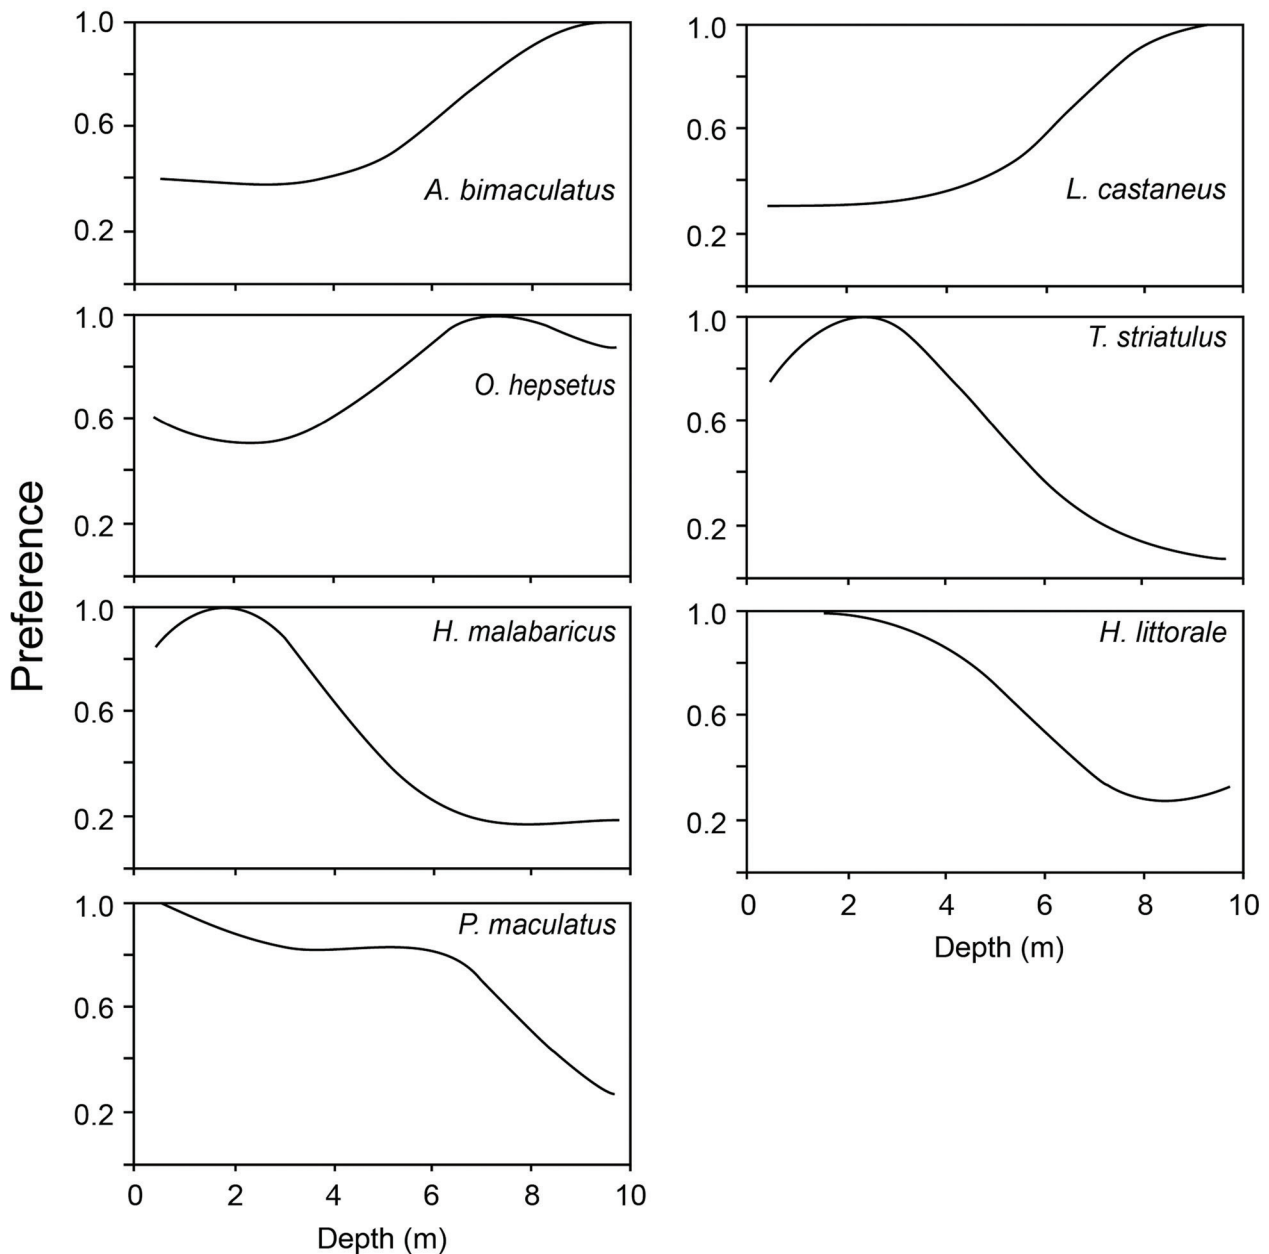 Preference
1.0
0.6
0.2
A. bimaculatus
1.0
0.6
0.2
L. castaneus
1.0
0.6
0.2
O. hepsetus
1.0
0.6
0.2
T. striatulus
1.0
0.6
0.2
H. malabaricus
1.0
0.6
0.2
H. littorale
0 2 4 6 8 10
Depth (m)
1.0
0.6
0.2
P. maculatus
0 2 4 6 8 10
Depth (m)